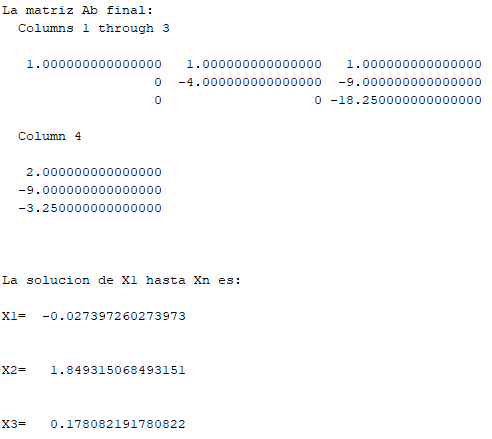 La matriz Ab final:
Columns 1 through 3
1.000000000000000 1.000000000000000 1.000000000000000
0 -4.000000000000000 -9.000000000000000
0 0 -18.250000000000000
Column 4
2.000000000000000
-9.000000000000000
-3.250000000000000
La solucion de X1 hasta Xn es:
X1= -0.027397260273973
X2= 1.849315068493151
X3= 0.178082191780822